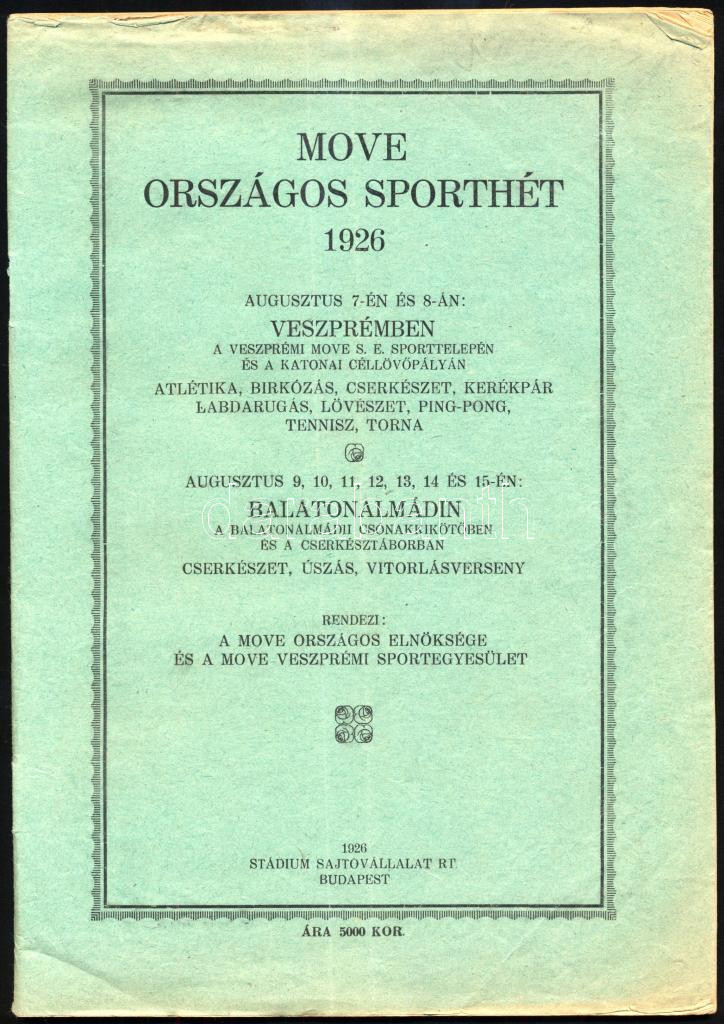 MOVE
ORSZÁGOS SPORTHÉT
1926
AUGUSZTUS 7-ÉN ÉS 8-ÁN:
VESZPRÉMBEN
A VESZPRÉMI MOVE S. E. SPORTTELEPÉN
ÉS A KATONAI CÉLLÖVŐPÁLYÁN
ATLÉTIKA, BIRKÓZÁS, CSERKÉSZET, KERÉKPÁR
LABDARUGÁS, LÖVÉSZET, PING-PONG,
TENNISZ, TORNA
AUGUSZTUS 9, 10, 11, 12, 13, 14 ÉS 15-ÉN:
BALATONALMÁDIN
A BALATONALMÁDII CSÓNAKKIKÖTŐBEN
ÉS A CSERKÉSZTÁBORBAN
CSERKÉSZET, ÚSZÁS, VITORLÁSVERSENY
RENDEZI:
A MOVE ORSZÁGOS ELNÖKSÉGE
ÉS A MOVE VESZPRÉMI SPORTEGYESÜLET
1926
STÁDIUM SAJTOVÁLLALAT RT
BUDAPEST
ÁRA 5000 KOR.